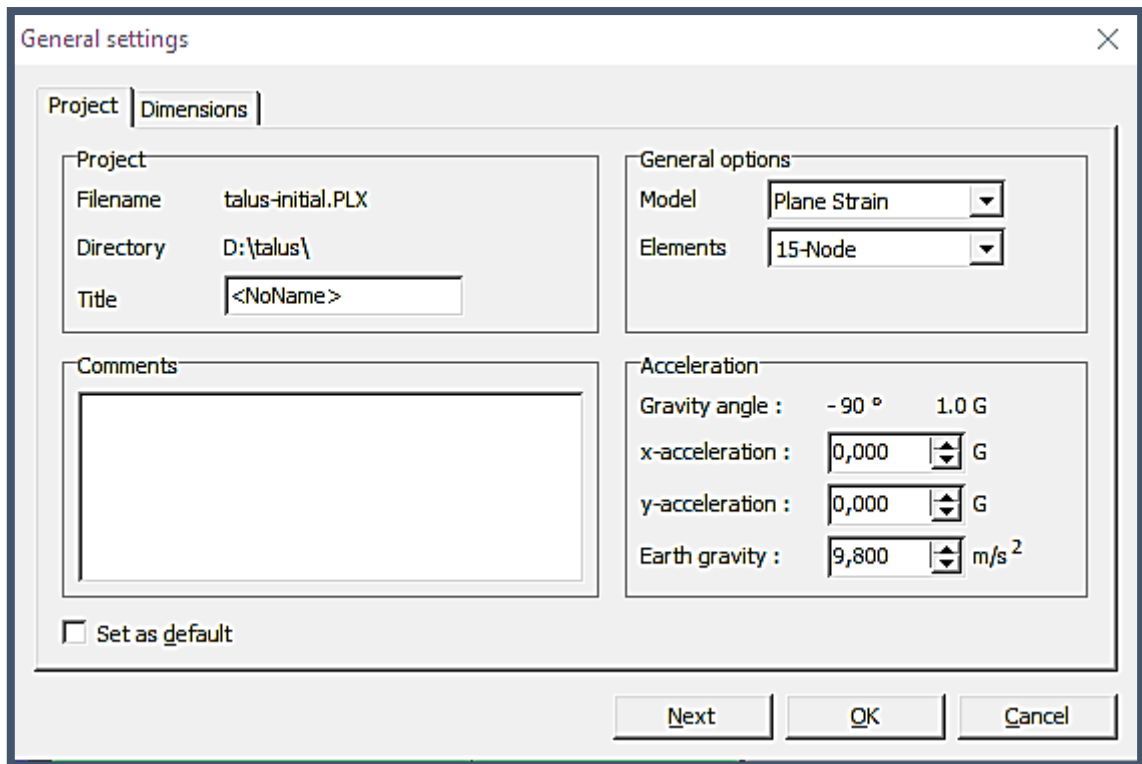 General settings
Project Dimensions
Project
Filename talus-initial.PLX
Directory D:\talus\
Title <NoName>
General options
Model Plane Strain
Elements 15-Node
Comments
Acceleration
Gravity angle : - 90 ° 1.0 G
x-acceleration : 0,000 G
y-acceleration : 0,000 G
Earth gravity : 9,800 m/s²
Set as default
Next OK Cancel